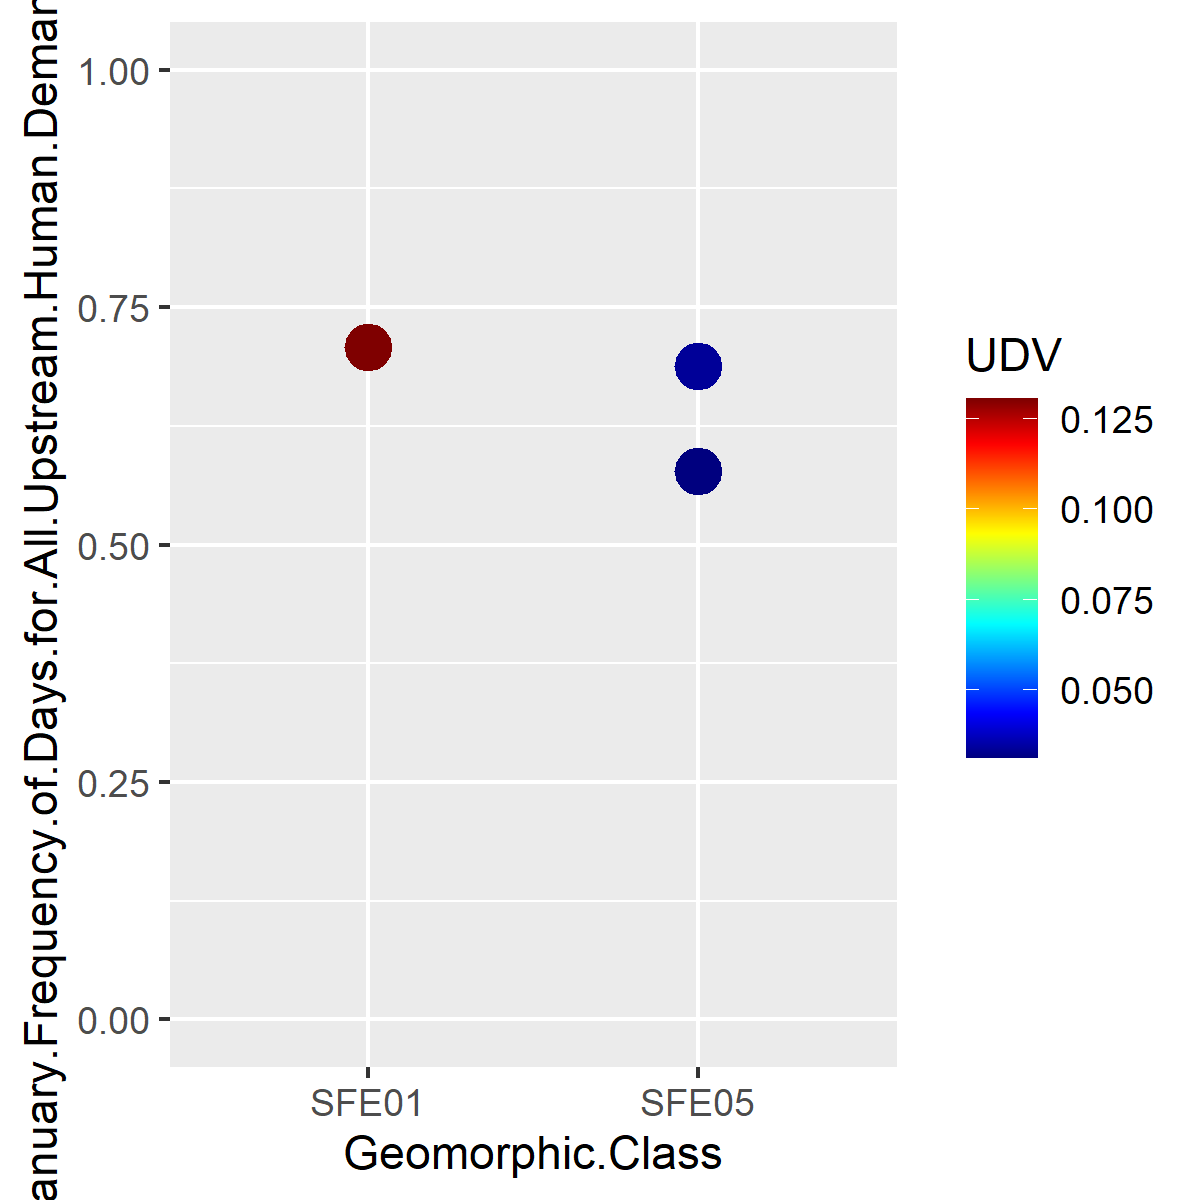 anuary.Frequency.of.Days.for.All.Upstream.Human.Deman
1.00
0.75
0.50
0.25
0.00
SFE01 SFE05
Geomorphic.Class
UDV
0.125
0.100
0.075
0.050